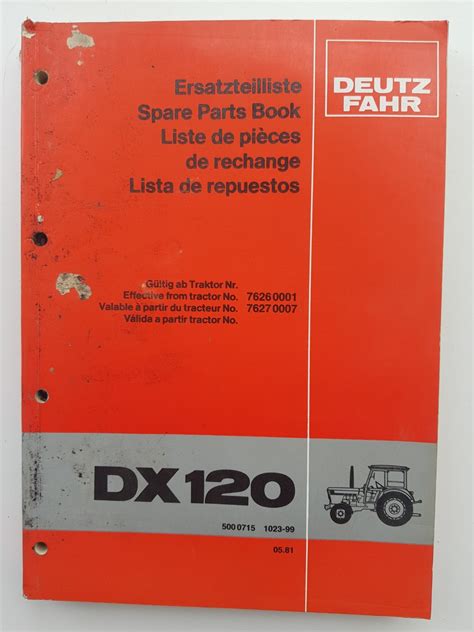 Ersatzteilliste
Spare Parts Book
Liste de pièces
de rechange
Lista de repuestos
DEUTZ
FAHR
Gültig ab Traktor Nr.
Effective from tractor No. 7626 0001
Valable à partir du tracteur No. 7627 0007
Válida a partir tractor No.
DX 120
500 0715 1023-99
05.81